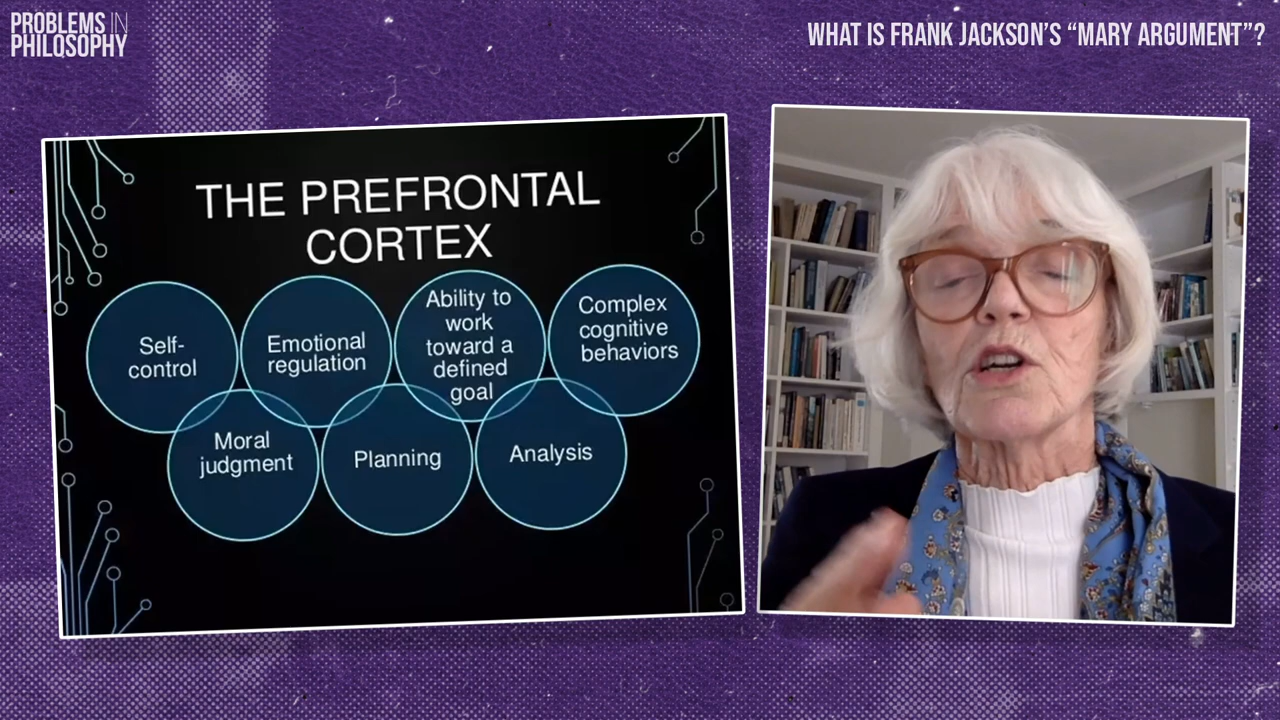 PROBLEMS IN
PHILOSOPHY
WHAT IS FRANK JACKSON'S “MARY ARGUMENT”?
THE PREFRONTAL
CORTEX
Self-
control
Emotional
regulation
Ability to
work
toward a
defined
goal
Complex
cognitive
behaviors
Moral
judgment
Planning
Analysis